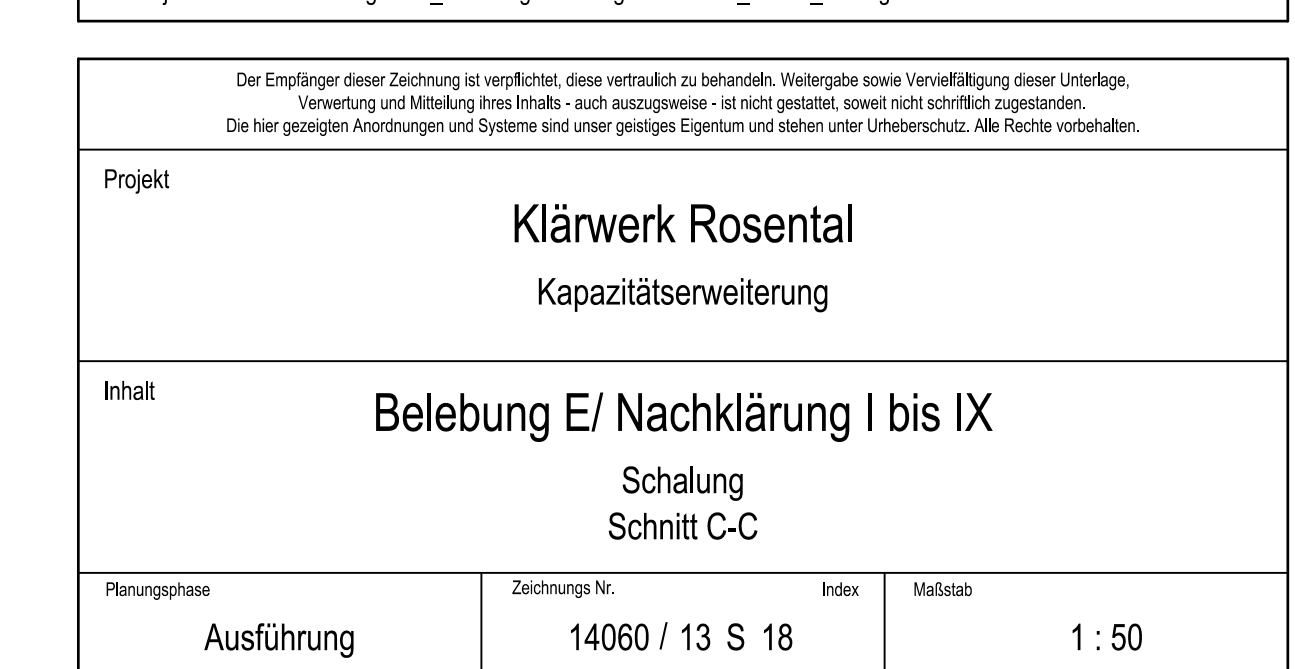 Der Empfänger dieser Zeichnung ist verpflichtet, diese vertraulich zu behandeln. Weitergabe sowie Vervielfältigung dieser Unterlage,
Verwertung und Mitteilung ihres Inhalts - auch auszugsweise - ist nicht gestattet, soweit nicht schriftlich zugestanden.
Die hier gezeigten Anordnungen und Systeme sind unser geistiges Eigentum und stehen unter Urheberschutz. Alle Rechte vorbehalten.
Projekt
Klärwerk Rosental
Kapazitätserweiterung
Inhalt
Belebung E/ Nachklärung I bis IX
Schalung
Schnitt C-C
Planungsphase
Ausführung
Zeichnungs Nr. Index
14060 / 13 S 18
Maßstab
1 : 50